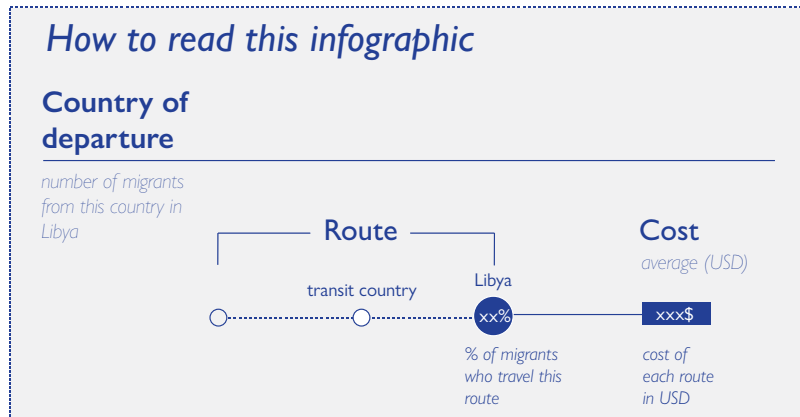 How to read this infographic
Country of
departure
number of migrants
from this country in
Libya
Route
Cost
average (USD)
Libya
transit country
xx%
xxx$
% of migrants
who travel this
route
cost of
each route
in USD